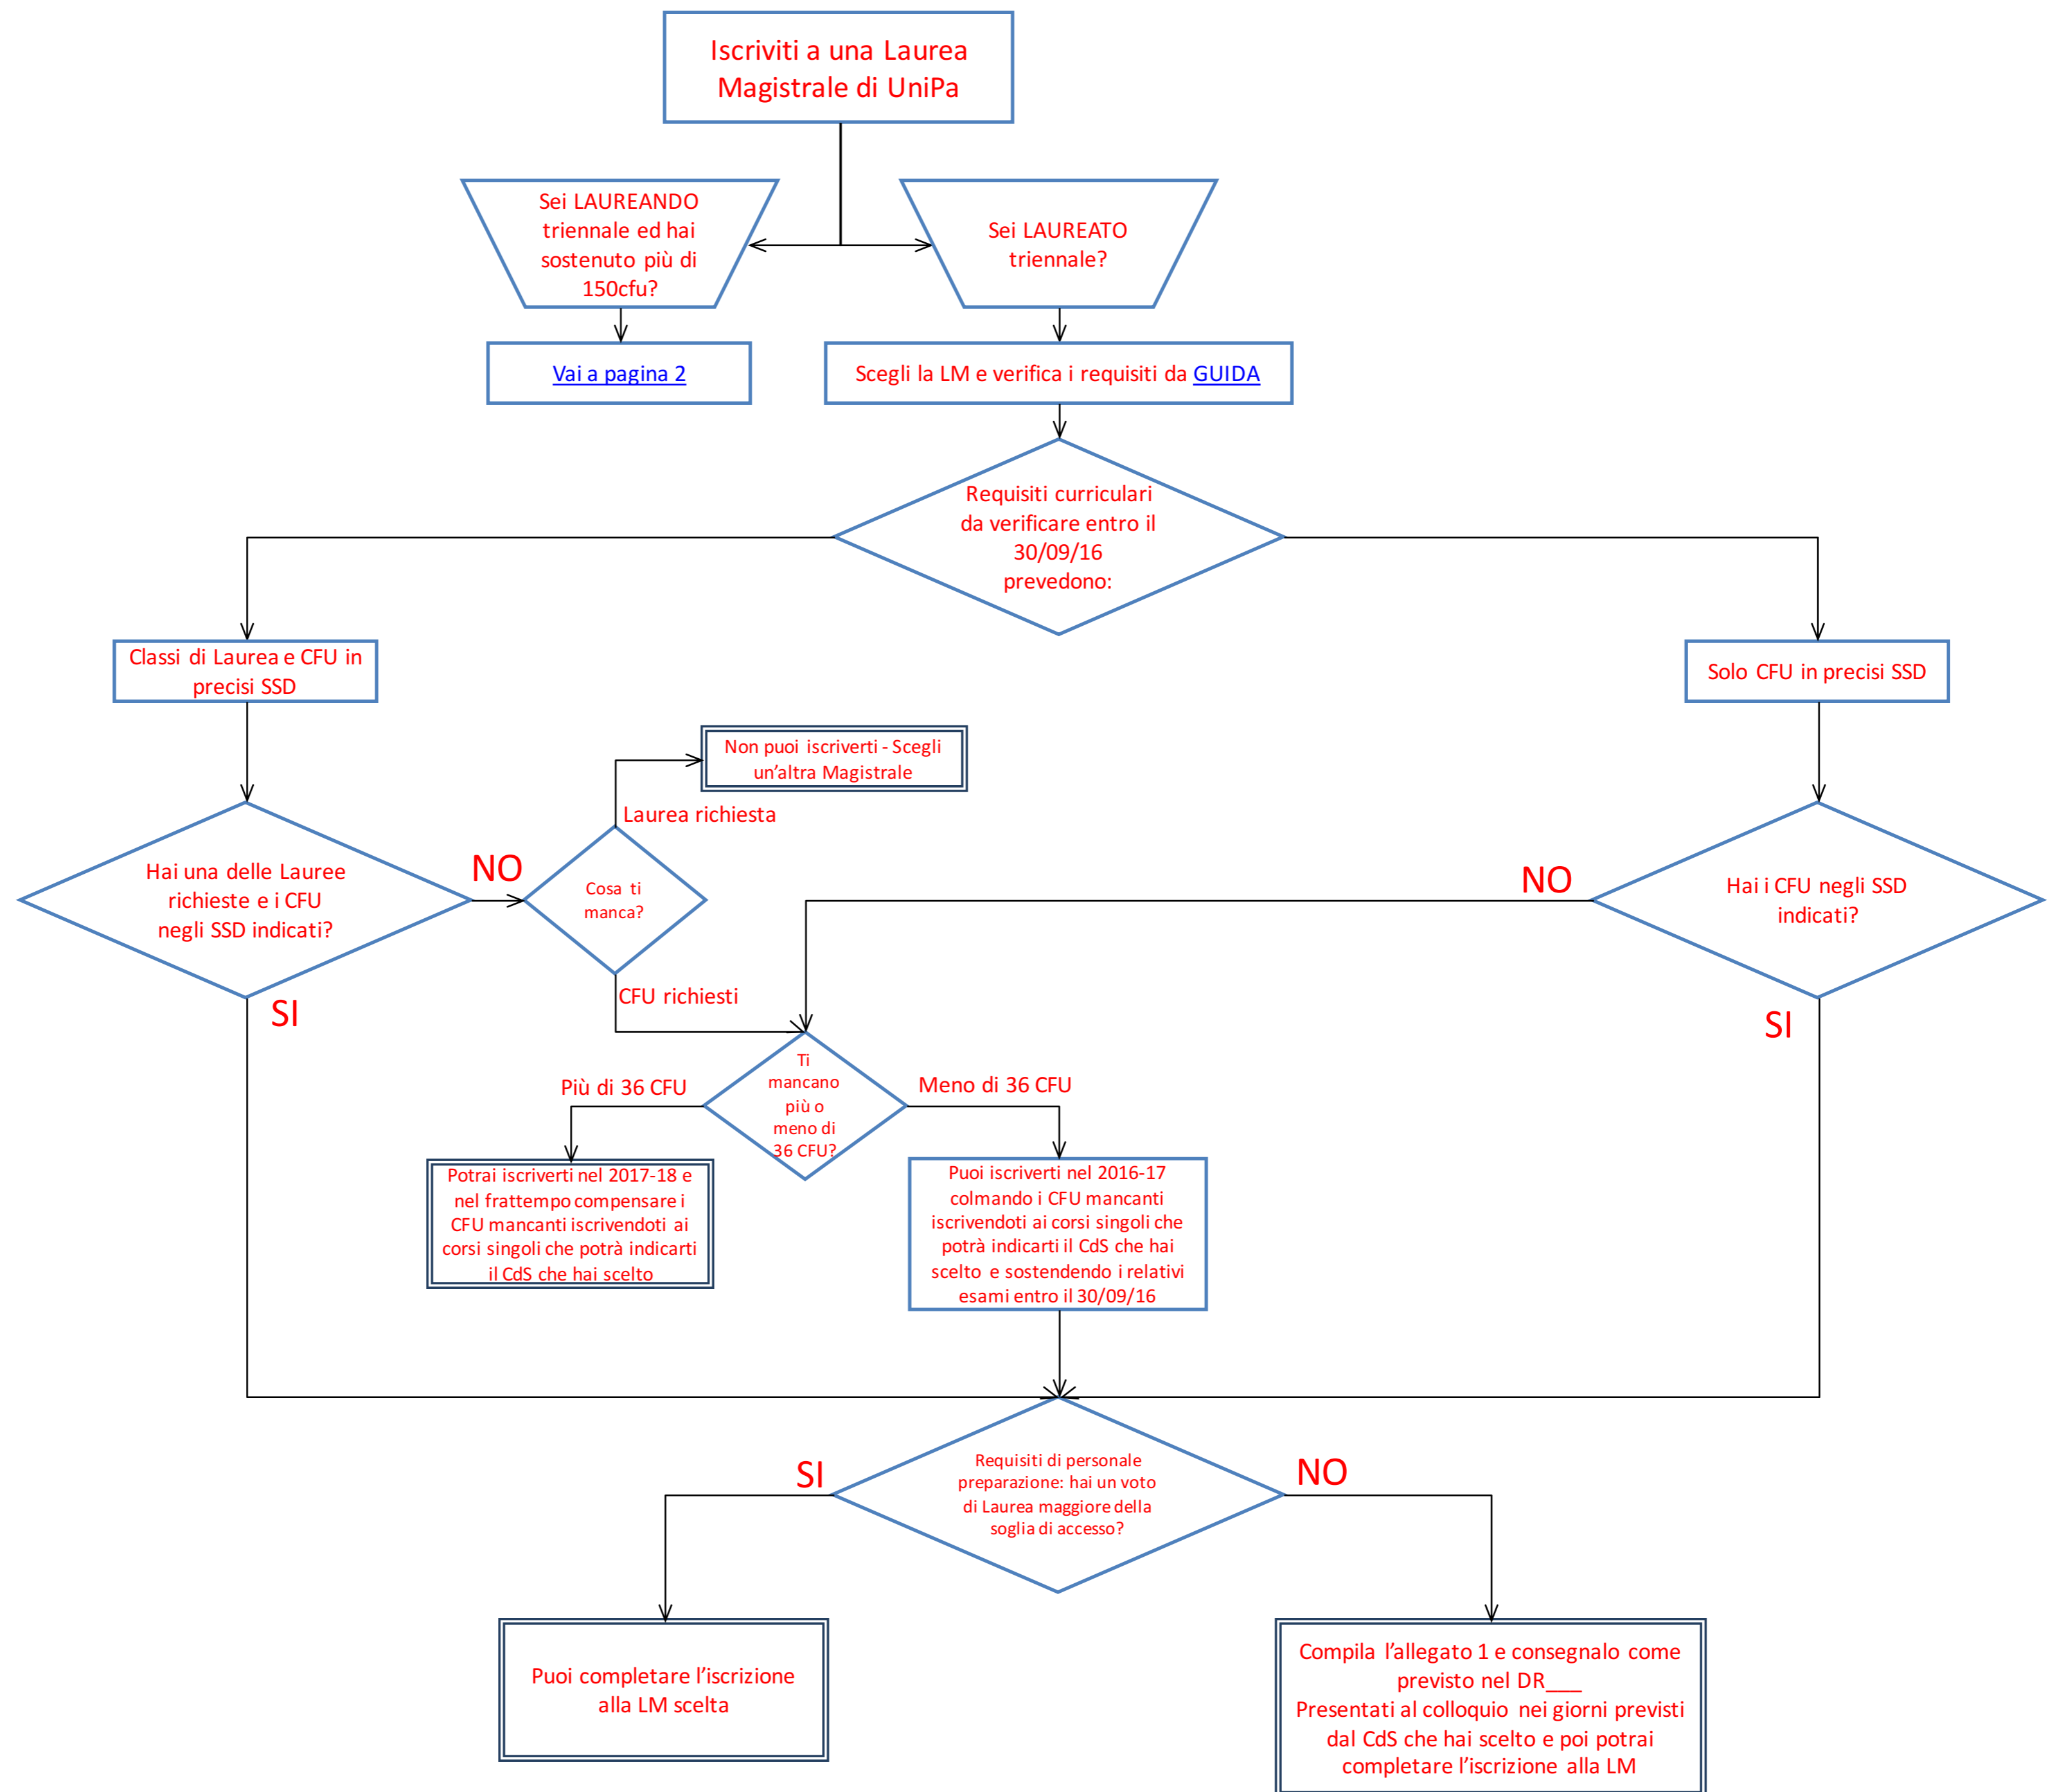 Iscriviti a una Laurea
Magistrale di UniPa
Sei LAUREANDO
triennale ed hai
sostenuto più di
150cfu?
Sei LAUREATO
triennale?
Vai a pagina 2
Scegli la LM e verifica i requisiti da GUIDA
Requisiti curriculari
da verificare entro il
30/09/16
prevedono:
Classi di Laurea e CFU in
precisi SSD
Solo CFU in precisi SSD
Non puoi iscriverti - Scegli
un'altra Magistrale
Laurea richiesta
Hai una delle Lauree
richieste e i CFU
negli SSD indicati?
NO
Cosa ti
manca?
NO
Hai i CFU negli SSD
indicati?
CFU richiesti
SI
SI
Ti
mancano
più o
meno di
36 CFU?
Più di 36 CFU
Meno di 36 CFU
Potrai iscriverti nel 2017-18 e
nel frattempo compensare i
CFU mancanti iscrivendoti ai
corsi singoli che potrà indicarti
il CdS che hai scelto
Puoi iscriverti nel 2016-17
colmando i CFU mancanti
iscrivendoti ai corsi singoli che
potrà indicarti il CdS che hai
scelto e sostendendo i relativi
esami entro il 30/09/16
Requisiti di personale
preparazione: hai un voto
di Laurea maggiore della
soglia di accesso?
SI
NO
Puoi completare l'iscrizione
alla LM scelta
Compila l'allegato 1 e consegnalo come
previsto nel DR___
Presentati al colloquio nei giorni previsti
dal CdS che hai scelto e poi potrai
completare l'iscrizione alla LM